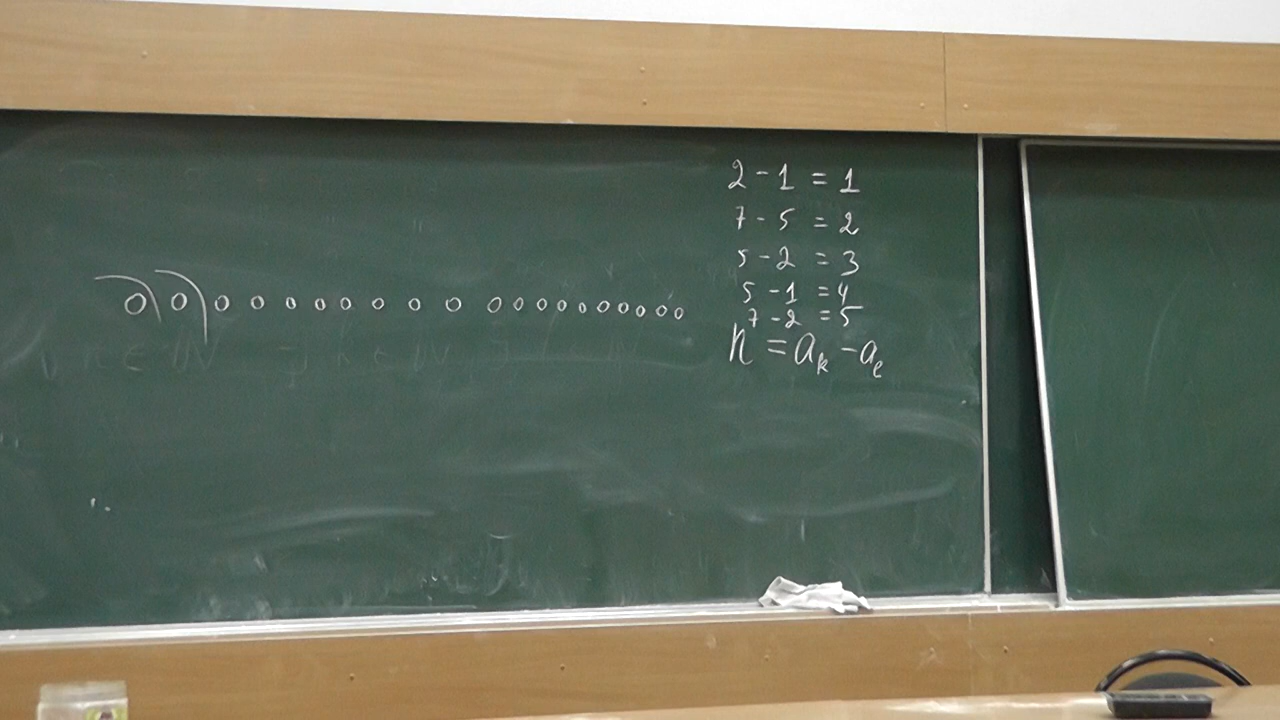 o o o o o o o o o o o o o o o o o o o o
2 - 1 = 1
7 - 5 = 2
5 - 2 = 3
5 - 1 = 4
7 - 2 = 5
n = a_k - a_l